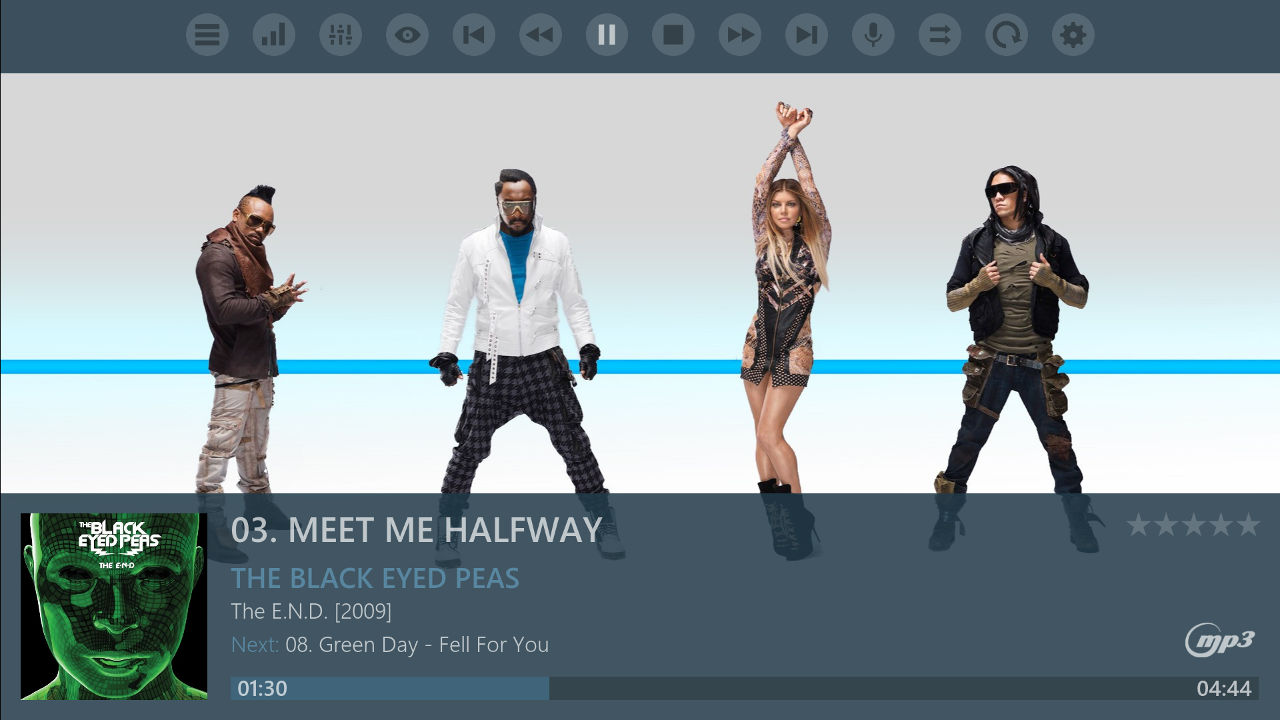 THE BLACK
EYED PEAS
THE E.N.D
03. MEET ME HALFWAY
THE BLACK EYED PEAS
The E.N.D. [2009]
Next: 08. Green Day - Fell For You
mp3
01:30
04:44